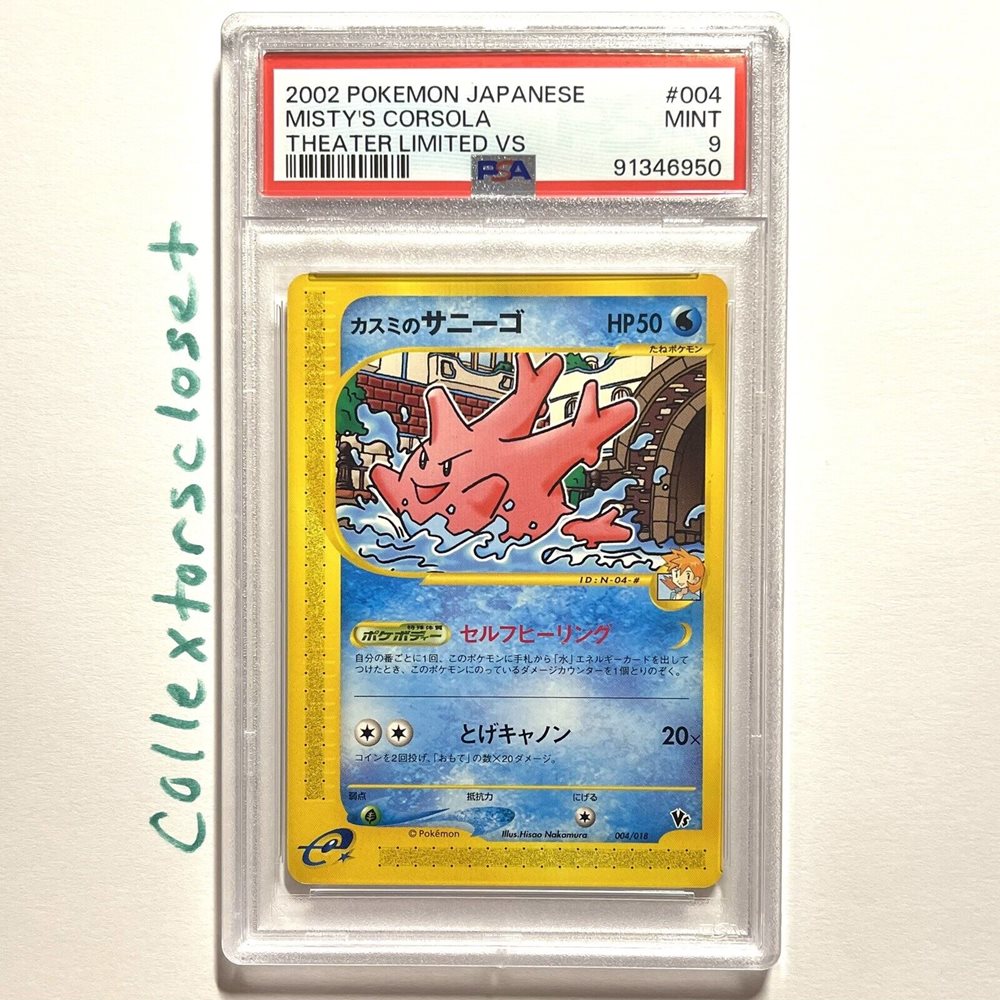 2002 POKEMON JAPANESE #004
MISTY'S CORSOLA MINT
THEATER LIMITED VS 9
PSA 91346950
Collextorscloset
カスミのサニーゴ HP50
たねポケモン
ID:N-04-#
特殊体質
ポケボディー セルフヒーリング
自分の番ごとに1回、このポケモンに手札から「水」エネルギーカードを出して
つけたとき、このポケモンにのっているダメージカウンターを1個とりのぞく。
とげキャノン 20×
コインを2回投げ、「おもて」の数×20ダメージ。
弱点 抵抗力 にげる
©Pokémon Illus.Hisao Nakamura 004/018 VS
e